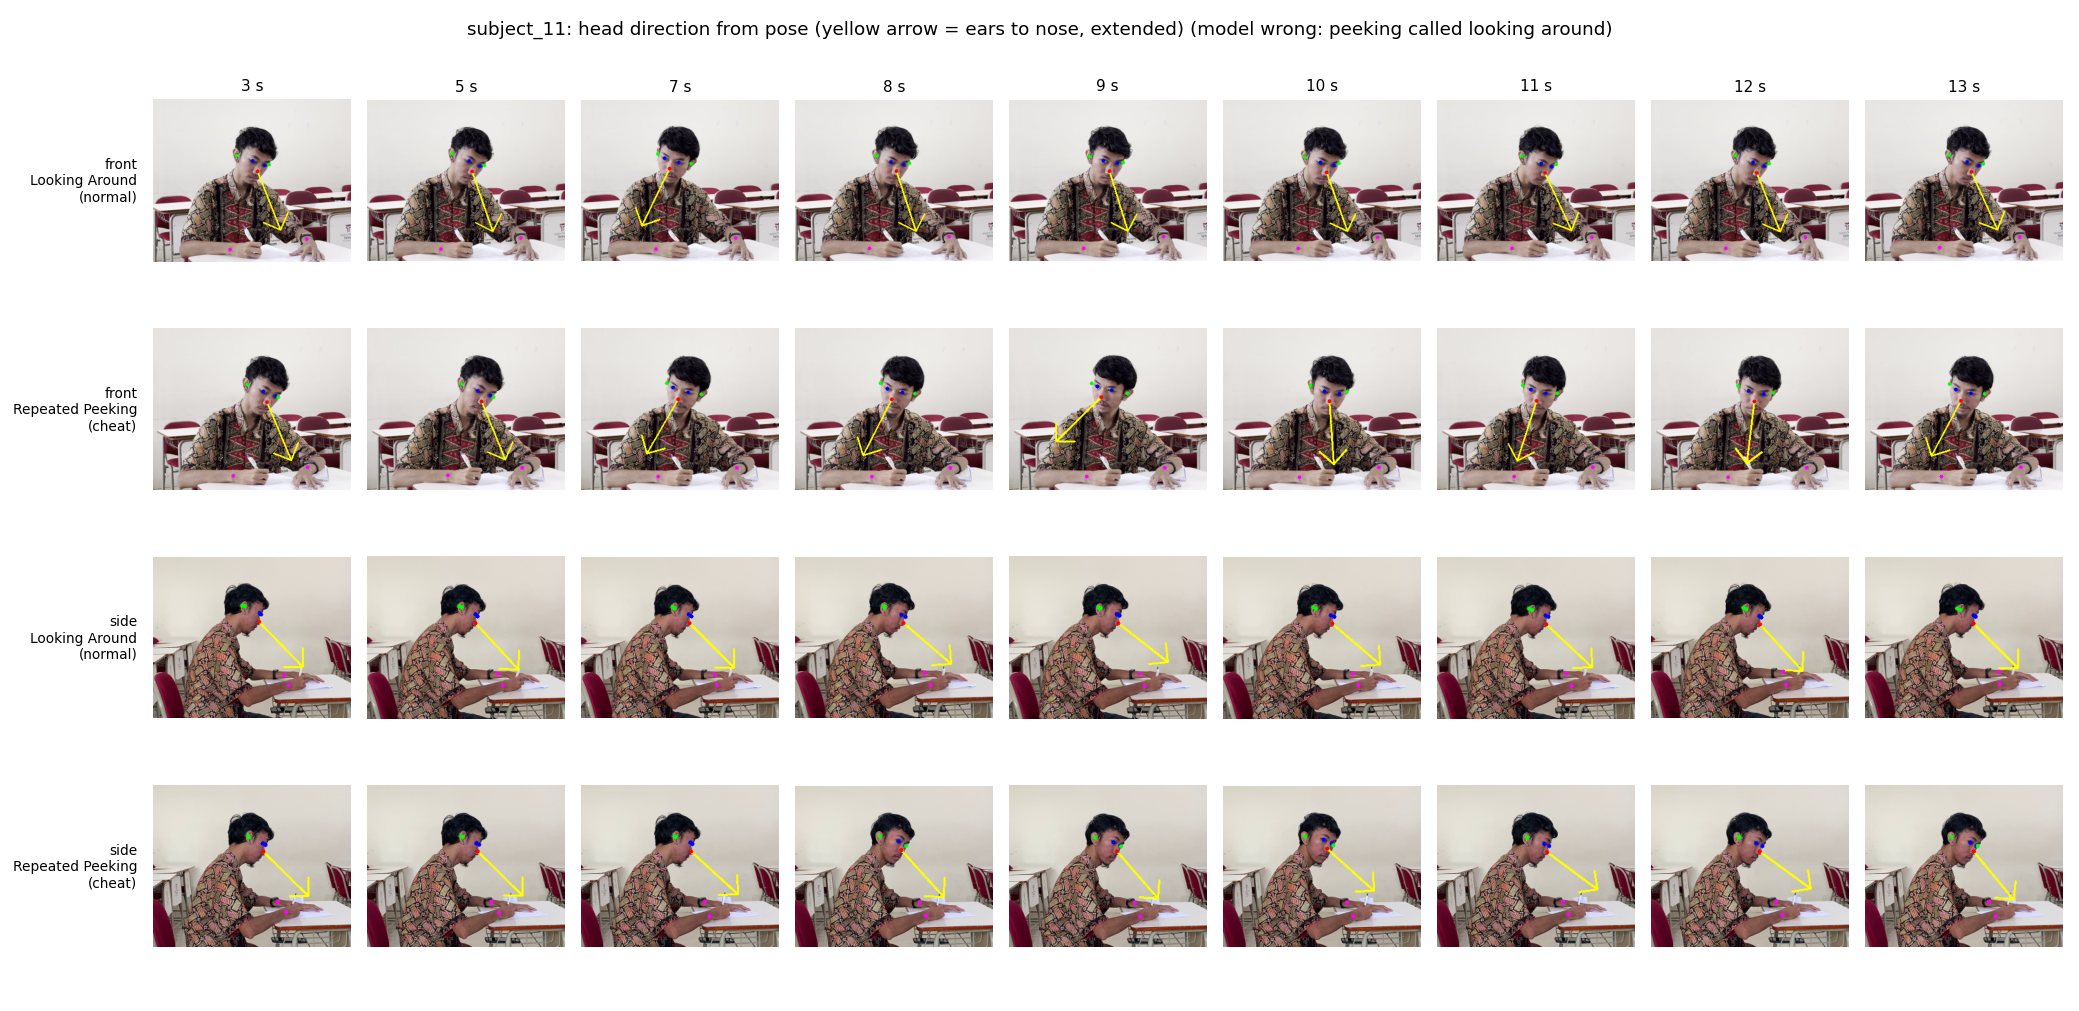 subject_11: head direction from pose (yellow arrow = ears to nose, extended) (model wrong: peeking called looking around)
3 s
5 s
7 s
8 s
9 s
10 s
11 s
12 s
13 s
front
Looking Around
(normal)
front
Repeated Peeking
(cheat)
side
Looking Around
(normal)
side
Repeated Peeking
(cheat)